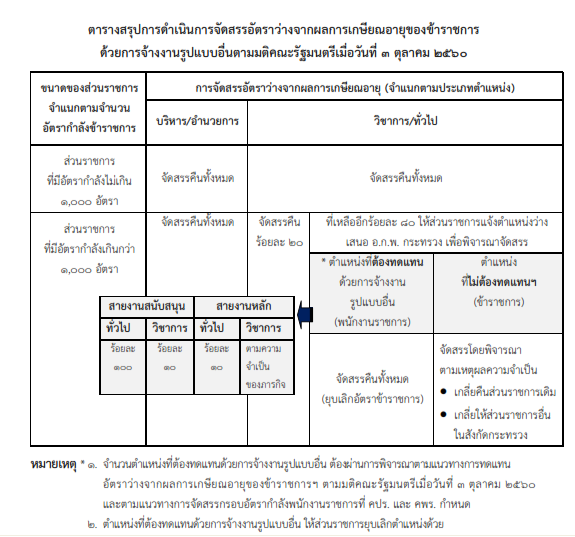 ตารางสรุปการดำเนินการจัดสรรอัตราว่างจากผลการเกษียณอายุของข้าราชการ
ด้วยการจ้างงานรูปแบบอื่นตามมติคณะรัฐมนตรีเมื่อวันที่ ๓ ตุลาคม ๒๕๖๐
ขนาดของส่วนราชการ
จำแนกตามจำนวน
อัตรากำลังข้าราชการ
การจัดสรรอัตราว่างจากผลการเกษียณอายุ (จำแนกตามประเภทตำแหน่ง)
บริหาร/อำนวยการ
วิชาการ/ทั่วไป
ส่วนราชการ
ที่มีอัตรากำลังไม่เกิน
๑,๐๐๐ อัตรา
จัดสรรคืนทั้งหมด
จัดสรรคืนทั้งหมด
ส่วนราชการ
ที่มีอัตรากำลังเกินกว่า
๑,๐๐๐ อัตรา
จัดสรรคืนทั้งหมด
จัดสรรคืน
ร้อยละ ๒๐
ที่เหลืออีกร้อยละ ๘๐ ให้ส่วนราชการแจ้งตำแหน่งว่าง
เสนอ อ.ก.พ. กระทรวง เพื่อพิจารณาจัดสรร
* ตำแหน่งที่ต้องทดแทน
ด้วยการจ้างงาน
รูปแบบอื่น
(พนักงานราชการ)
ตำแหน่ง
ที่ไม่ต้องทดแทนฯ
(ข้าราชการ)
สายงานสนับสนุน
สายงานหลัก
ทั่วไป
วิชาการ
ทั่วไป
วิชาการ
ร้อยละ
๑๐๐
ร้อยละ
๑๐
ร้อยละ
๑๐
ตามความ
จำเป็น
ของภารกิจ
จัดสรรคืนทั้งหมด
(ยุบเลิกอัตราข้าราชการ)
จัดสรรโดยพิจารณา
ตามเหตุผลความจำเป็น
● เกลี่ยคืนส่วนราชการเดิม
● เกลี่ยให้ส่วนราชการอื่น
ในสังกัดกระทรวง
หมายเหตุ * ๑. จำนวนตำแหน่งที่ต้องทดแทนด้วยการจ้างงานรูปแบบอื่น ต้องผ่านการพิจารณาตามแนวทางการทดแทน
อัตราว่างจากผลการเกษียณอายุของข้าราชการฯ ตามมติคณะรัฐมนตรีเมื่อวันที่ ๓ ตุลาคม ๒๕๖๐
และตามแนวทางการจัดสรรกรอบอัตรากำลังพนักงานราชการที่ คปร. และ คพร. กำหนด
๒. ตำแหน่งที่ต้องทดแทนด้วยการจ้างงานรูปแบบอื่น ให้ส่วนราชการยุบเลิกตำแหน่งด้วย